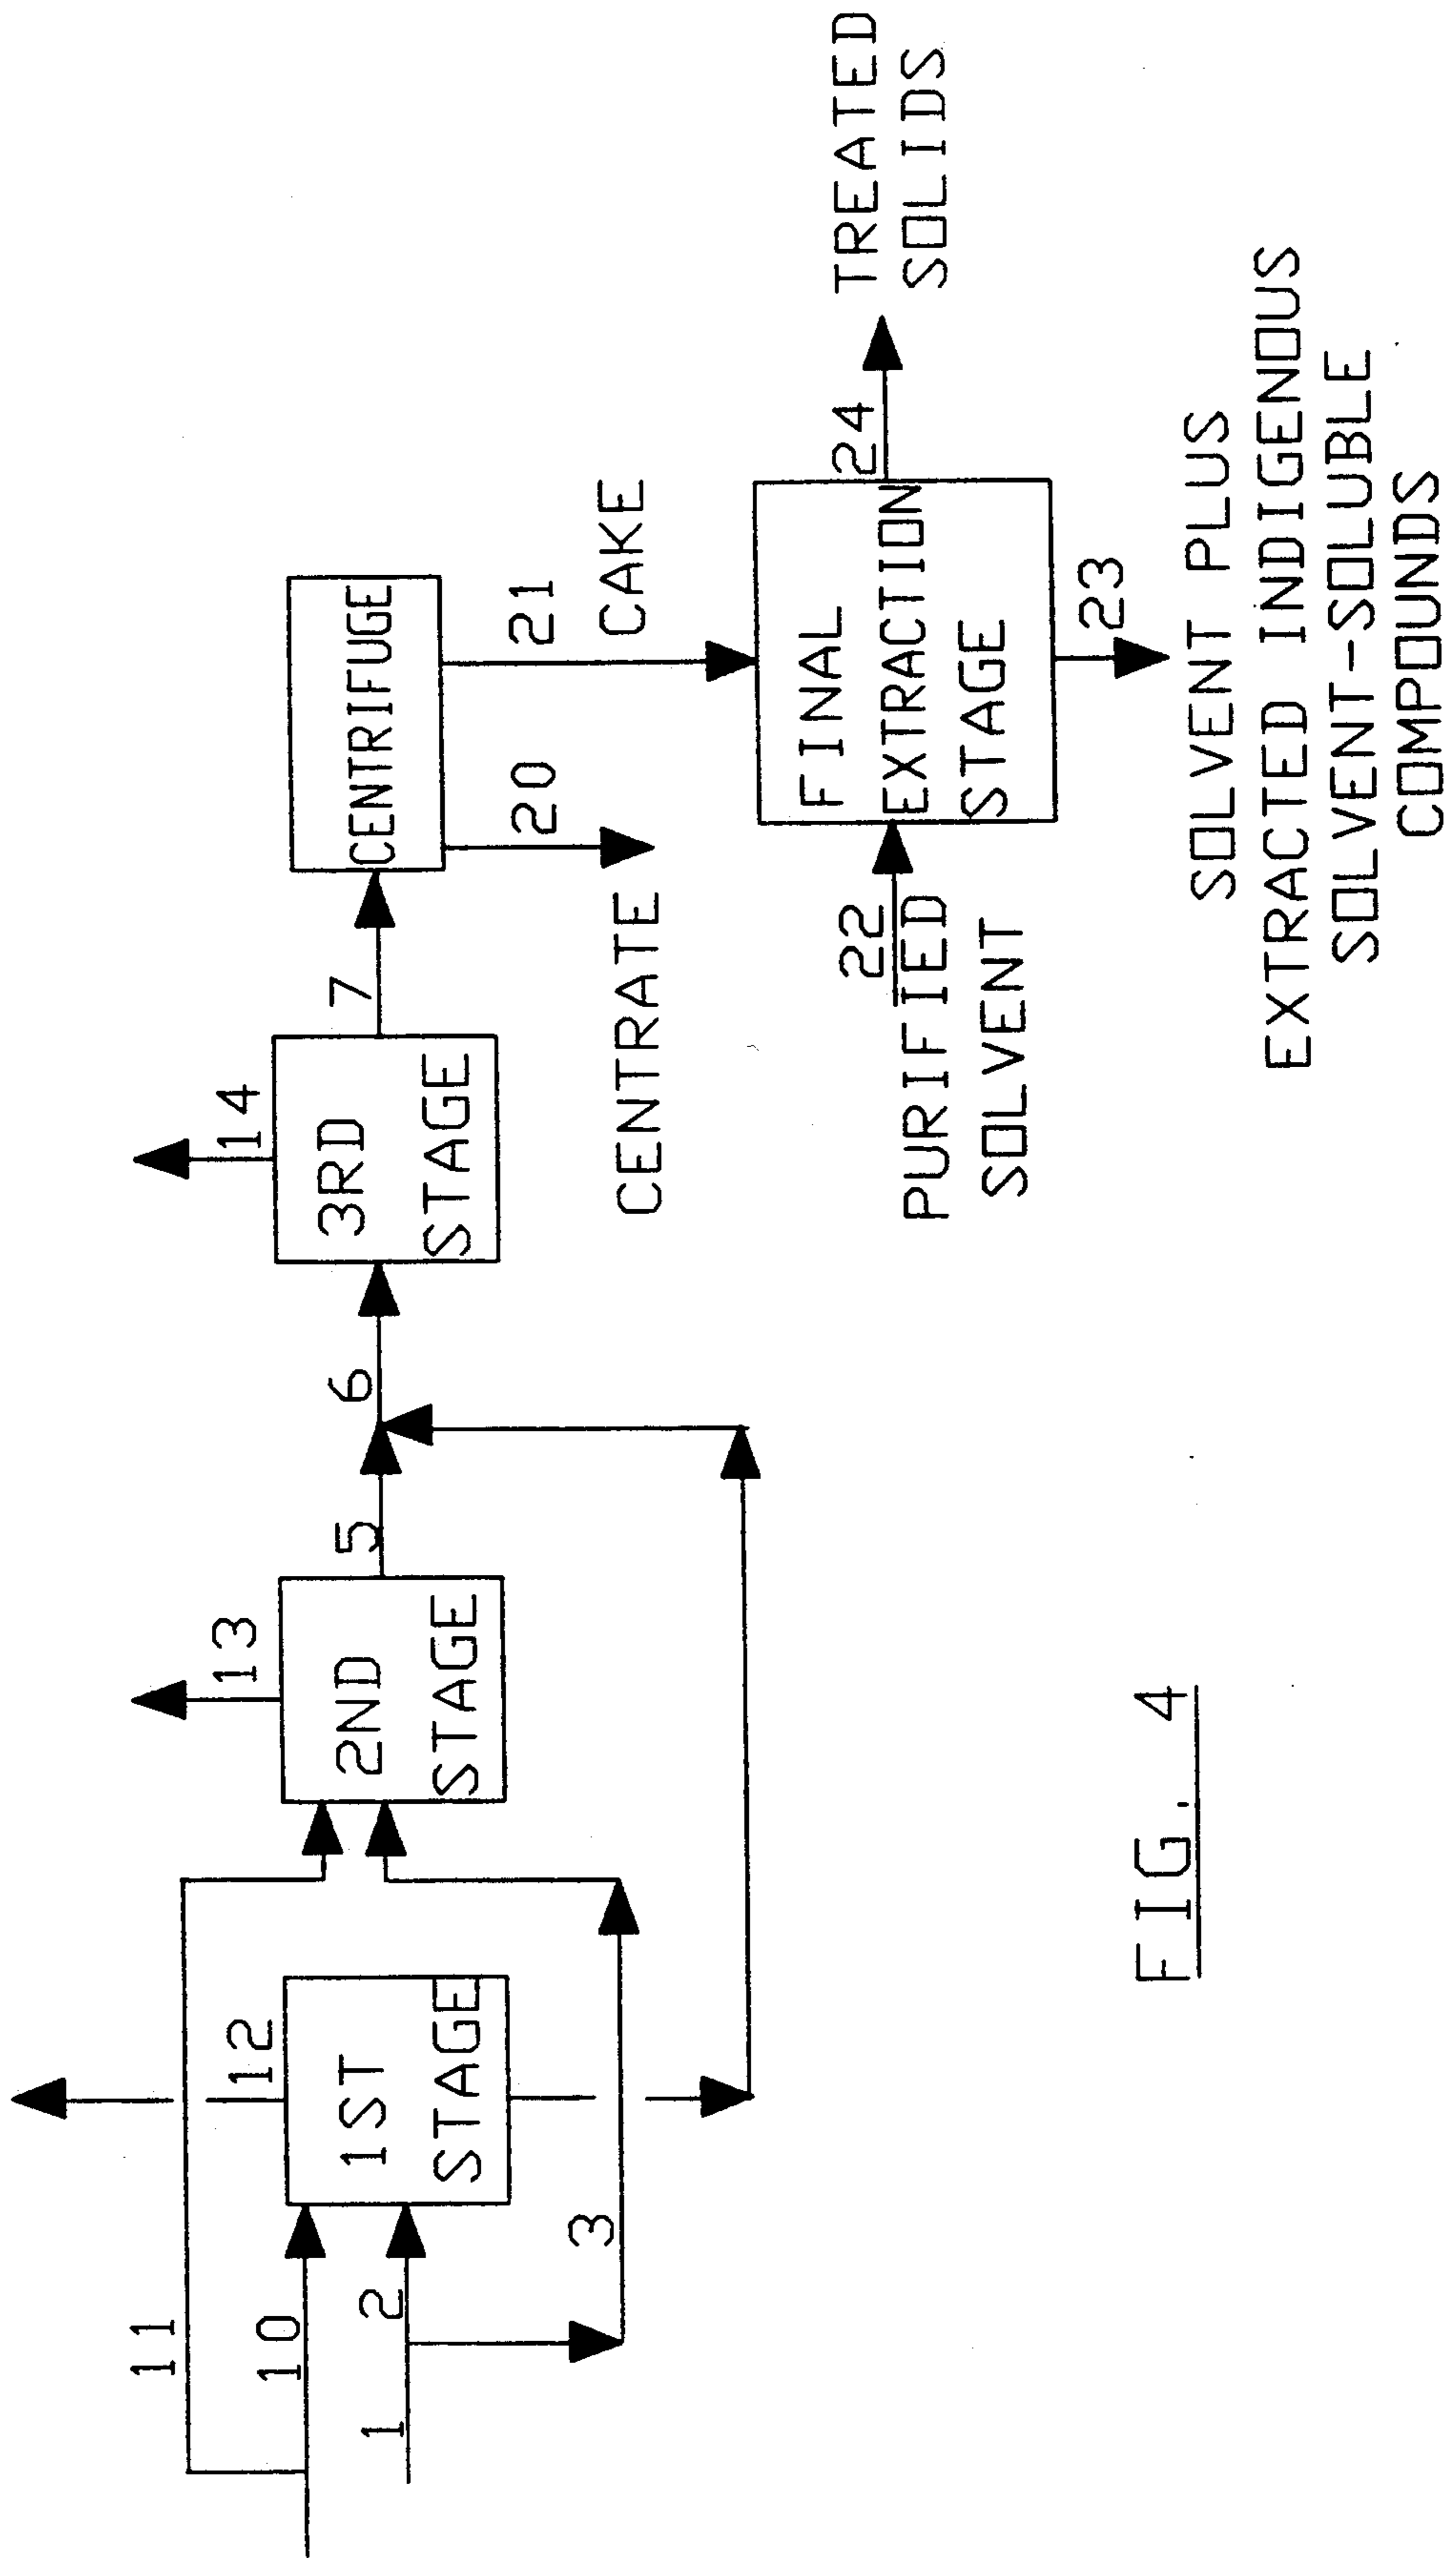 11
10
1
2
3
12
1ST
STAGE
13
2ND
STAGE
5
6
14
3RD
STAGE
7
CENTRIFUGE
20
CENTRATE
21
CAKE
22
PURIFIED
SOLVENT
FINAL
EXTRACTION
STAGE
24
TREATED
SOLIDS
23
SOLVENT PLUS
EXTRACTED INDIGENOUS
SOLVENT-SOLUBLE
COMPOUNDS
FIG. 4